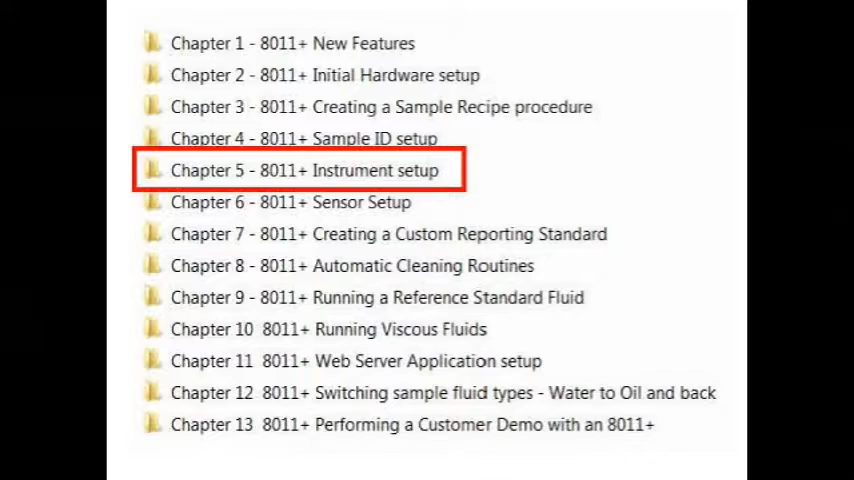 Chapter 1 - 8011+ New Features
Chapter 2 - 8011+ Initial Hardware setup
Chapter 3 - 8011+ Creating a Sample Recipe procedure
Chapter 4 - 8011+ Sample ID setup
Chapter 5 - 8011+ Instrument setup
Chapter 6 - 8011+ Sensor Setup
Chapter 7 - 8011+ Creating a Custom Reporting Standard
Chapter 8 - 8011+ Automatic Cleaning Routines
Chapter 9 - 8011+ Running a Reference Standard Fluid
Chapter 10  8011+ Running Viscous Fluids
Chapter 11  8011+ Web Server Application setup
Chapter 12  8011+ Switching sample fluid types - Water to Oil and back
Chapter 13  8011+ Performing a Customer Demo with an 8011+